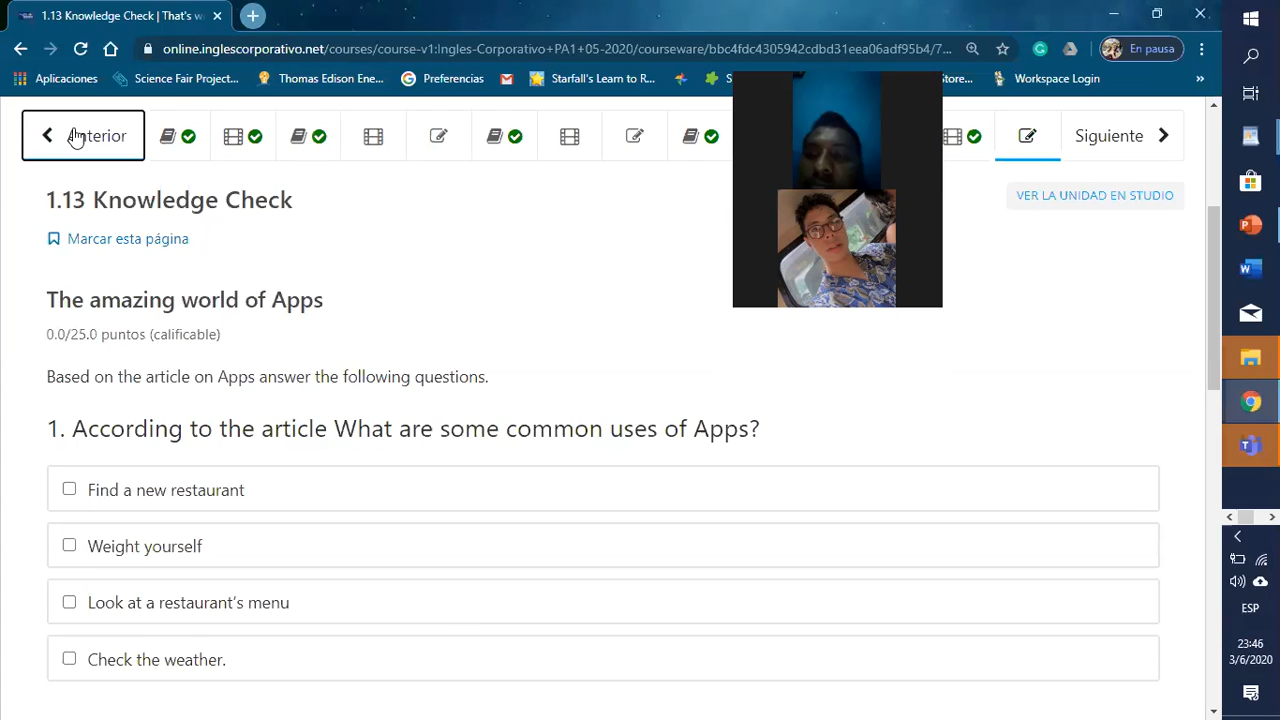 1.13 Knowledge Check | That's w
online.inglescorporativo.net/courses/course-v1:Ingles-Corporativo+PA1+05-2020/courseware/bbc4fdc4305942cdbd31eea06adf95b4/7...
En pausa
Aplicaciones
Science Fair Project...
Thomas Edison Ene...
Preferencias
Starfall's Learn to R...
S
Store...
Workspace Login
»
Anterior
Siguiente
1.13 Knowledge Check
VER LA UNIDAD EN STUDIO
Marcar esta página
The amazing world of Apps
0.0/25.0 puntos (calificable)
Based on the article on Apps answer the following questions.
1. According to the article What are some common uses of Apps?
Find a new restaurant
Weight yourself
Look at a restaurant's menu
Check the weather.
ESP
23:46
3/6/2020